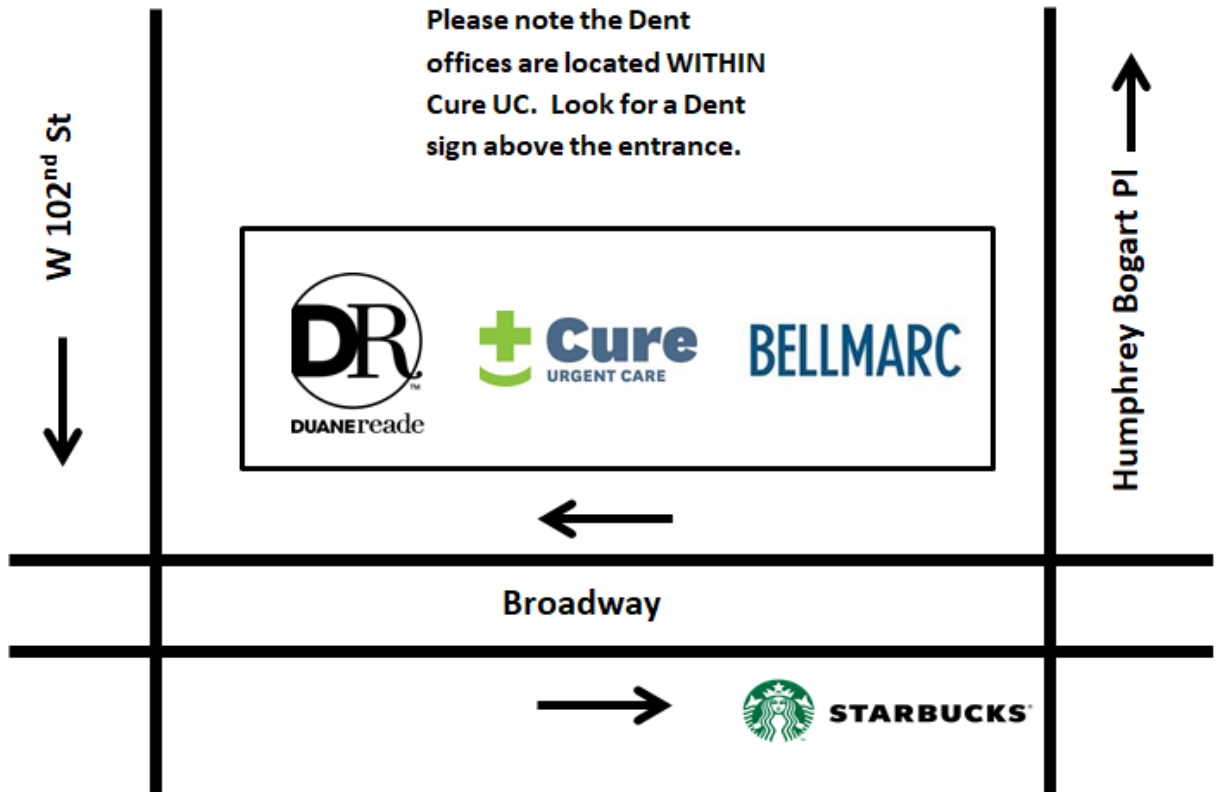 Please note the Dent
offices are located WITHIN
Cure UC. Look for a Dent
sign above the entrance.
W 102nd St
Humphrey Bogart Pl
DR
TM
DUANEreade
Cure
URGENT CARE
BELLMARC
Broadway
STARBUCKS